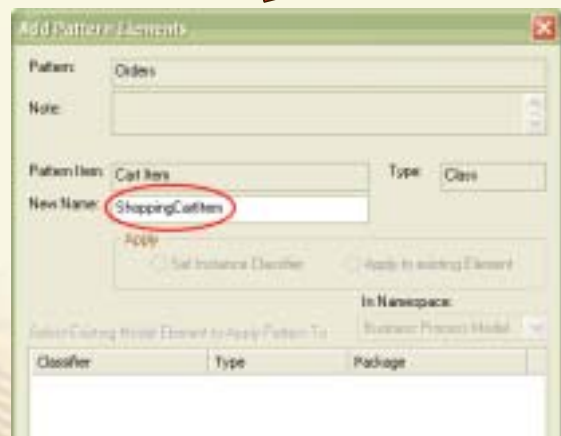 Add Pattern Elements
Pattern: Orders
Note:
Pattern Item: Cart Item Type: Class
New Name: ShoppingCartItem
Apply
Set Instance Classifier Apply to existing Element
In Namespace:
Select Existing Model Element to Apply Pattern To Business Process Model
Classifier Type Package